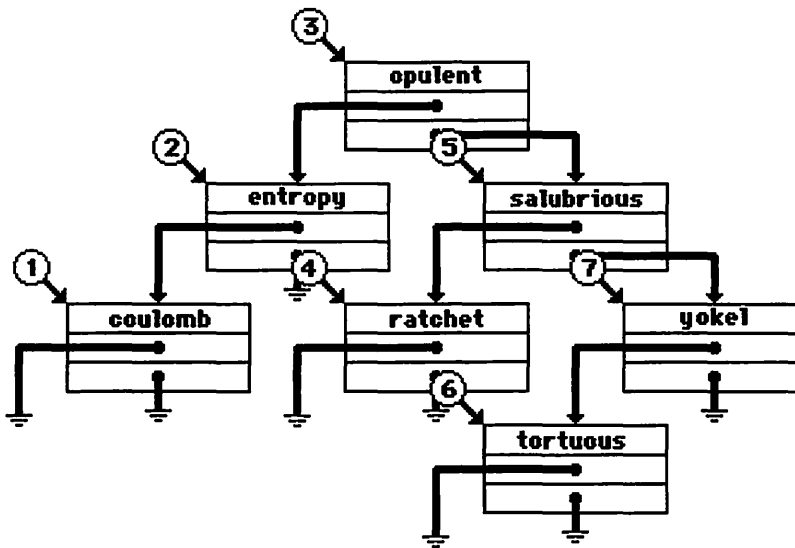 3
opulent
2
5
entropy
salubrious
1
4
7
coulomb
ratchet
yokel
6
tortuous